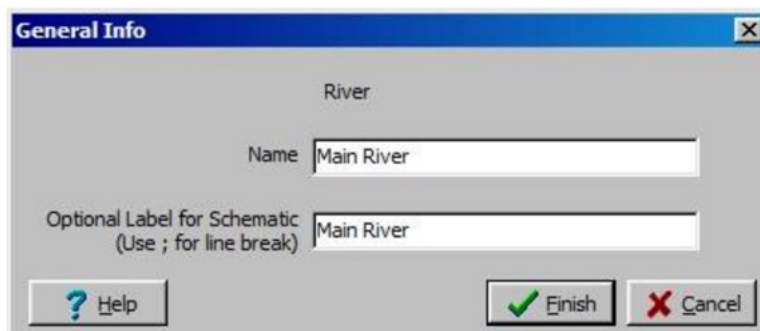 General Info
River
Name
Main River
Optional Label for Schematic
(Use ; for line break)
Main River
Help
Finish
Cancel